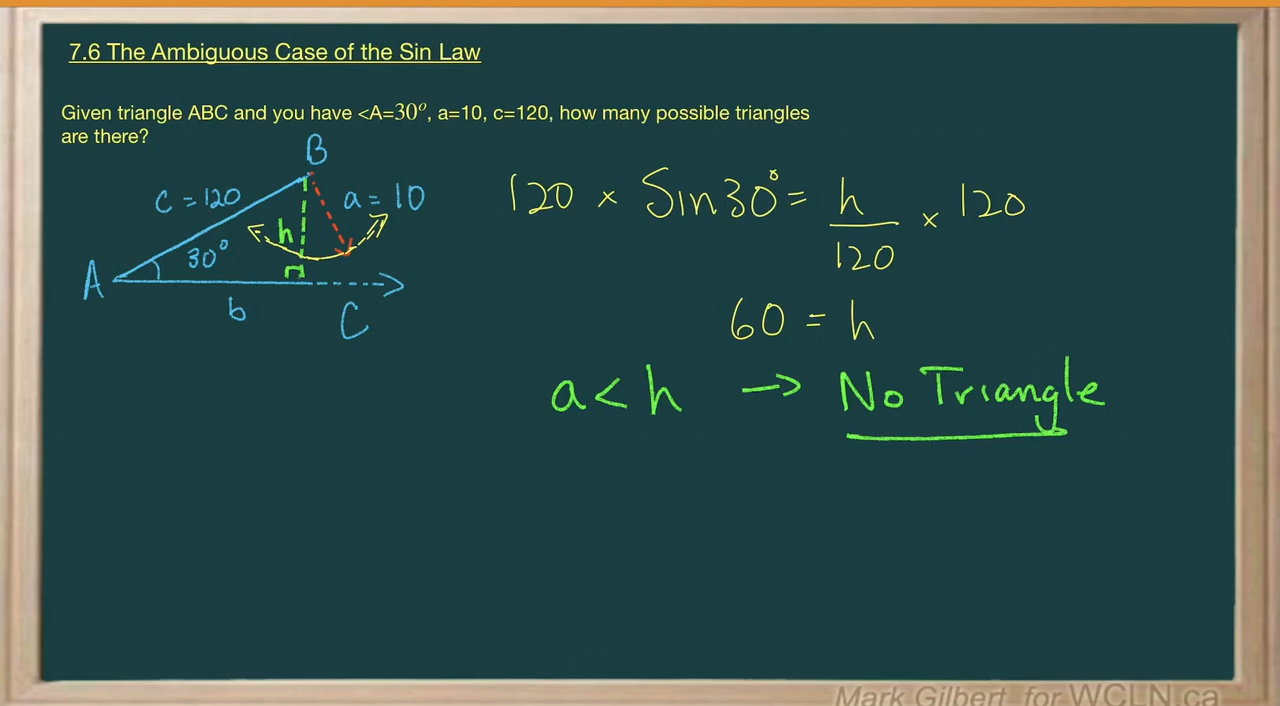 7.6 The Ambiguous Case of the Sin Law
Given triangle ABC and you have <A=30°, a=10, c=120, how many possible triangles
are there?
B
c = 120
a = 10
h
30°
A
b
C
120 × Sin30° = h/120 × 120
60 = h
a < h → No Triangle
Mark Gilbert for WCLN.ca